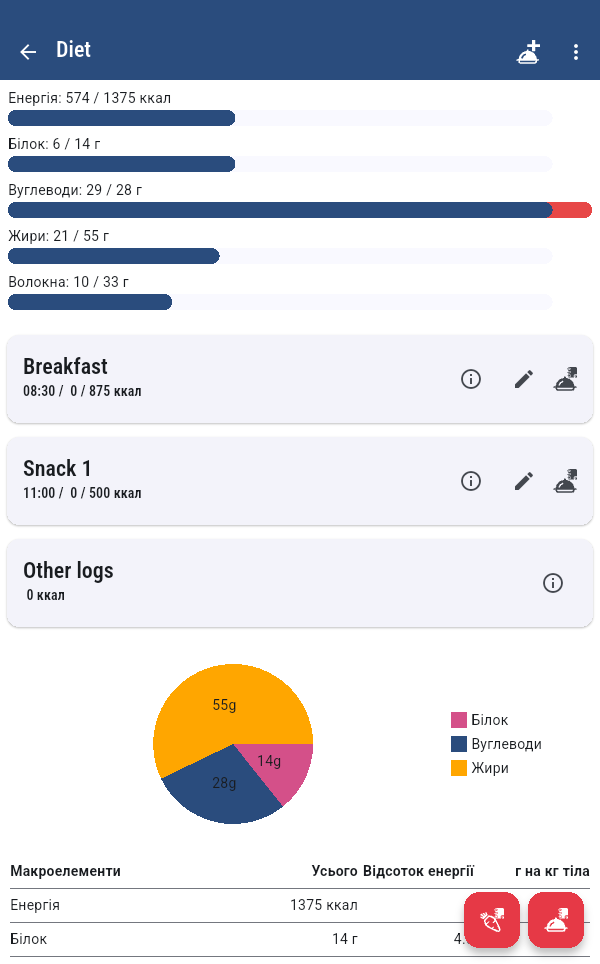 Diet
Енергія: 574 / 1375 ккал
Білок: 6 / 14 г
Вуглеводи: 29 / 28 г
Жири: 21 / 55 г
Волокна: 10 / 33 г
Breakfast
08:30 / 0 / 875 ккал
Snack 1
11:00 / 0 / 500 ккал
Other logs
0 ккал
55g
14g
28g
Білок
Вуглеводи
Жири
Макроелементи Усього Відсоток енергії г на кг тіла
Енергія 1375 ккал
Білок 14 г